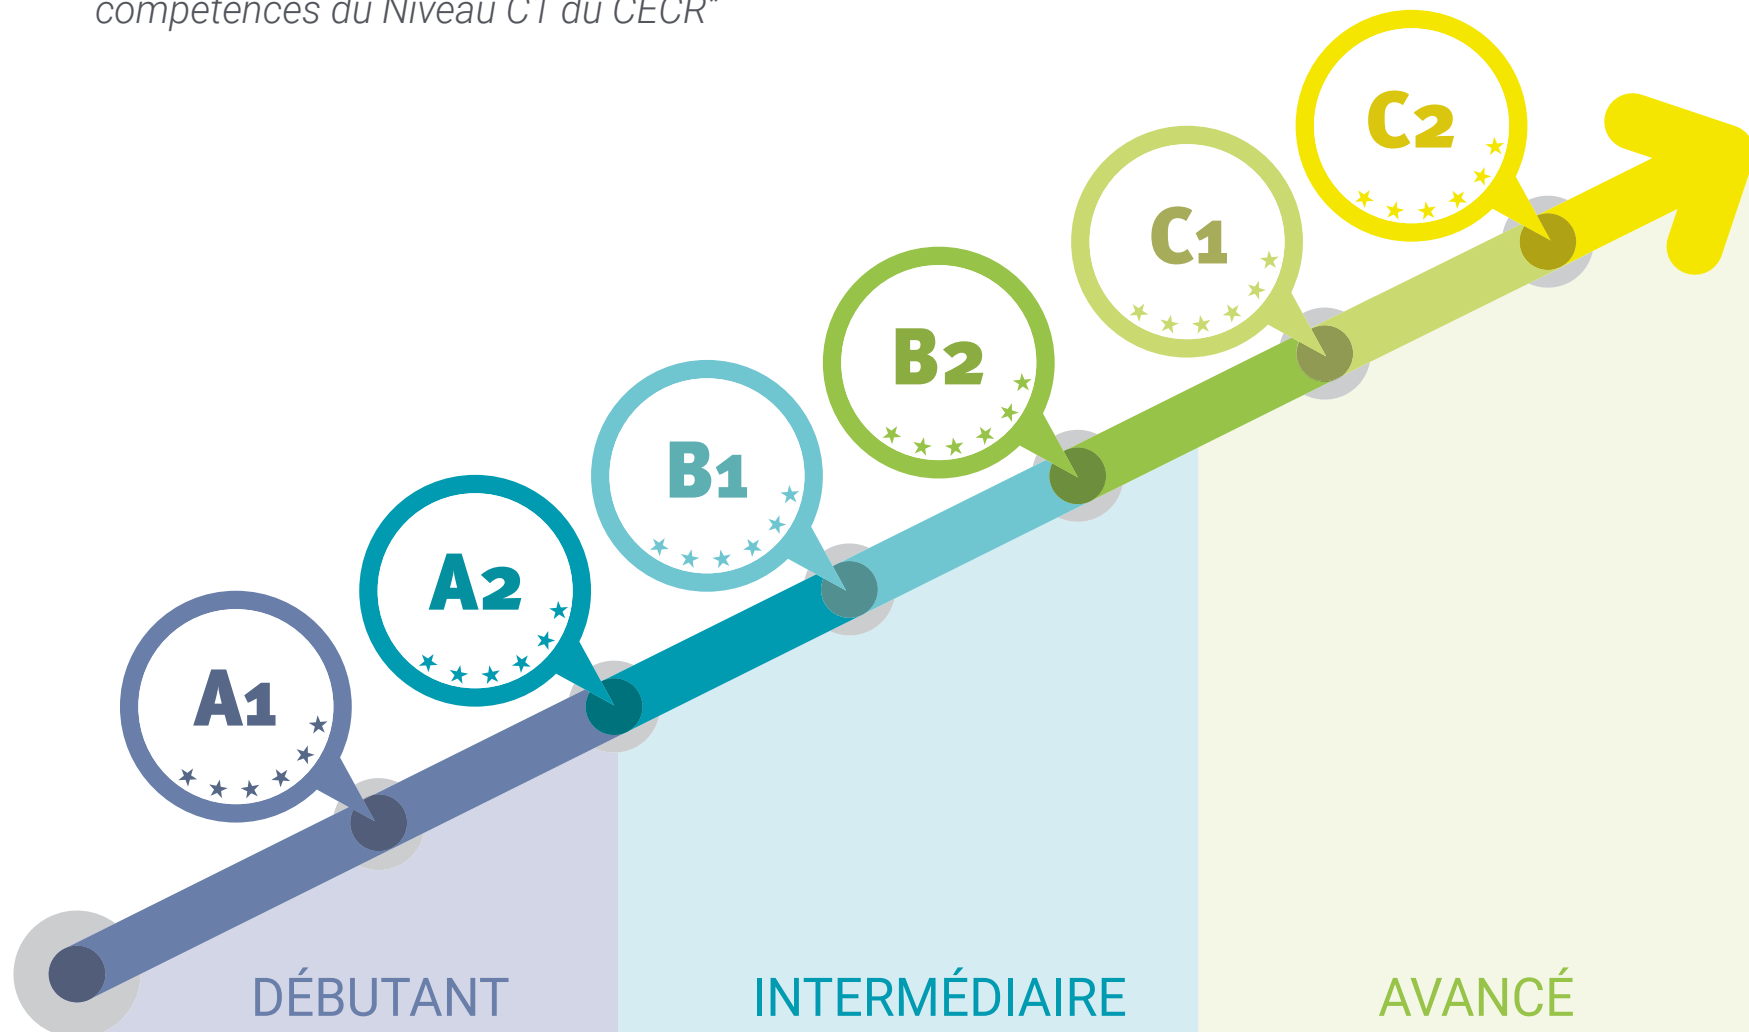 compétences du Niveau C1 du CECR*
C2
C1
B2
B1
A2
A1
DÉBUTANT INTERMÉDIAIRE AVANCÉ